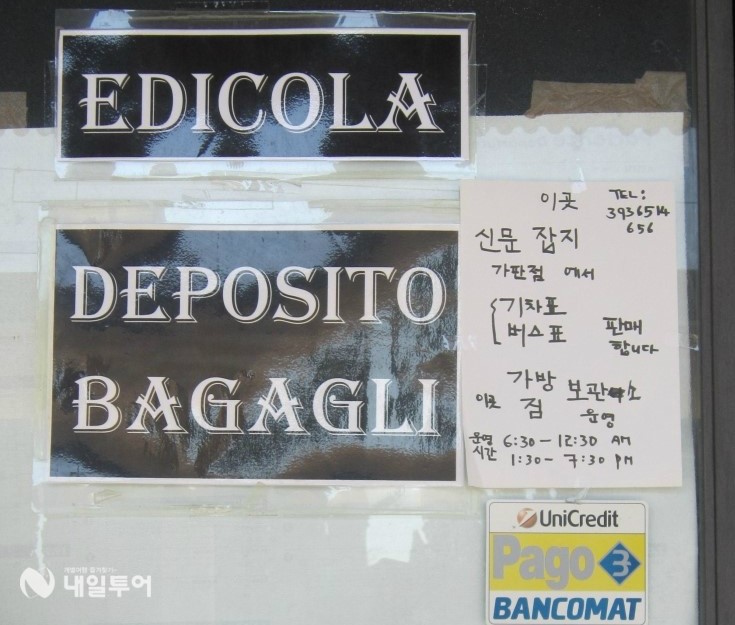 EDICOLA
DEPOSITO
BAGAGLI
이곳
TEL:
3936514
656
신문 잡지
가판점 에서
기차표
버스표
판매
합니다
이곳 가방 보관소
점 운영
운영 6:30 - 12:30 AM
시간 1:30 - 7:30 PM
UniCredit
Pago
BANCOMAT
내일투어